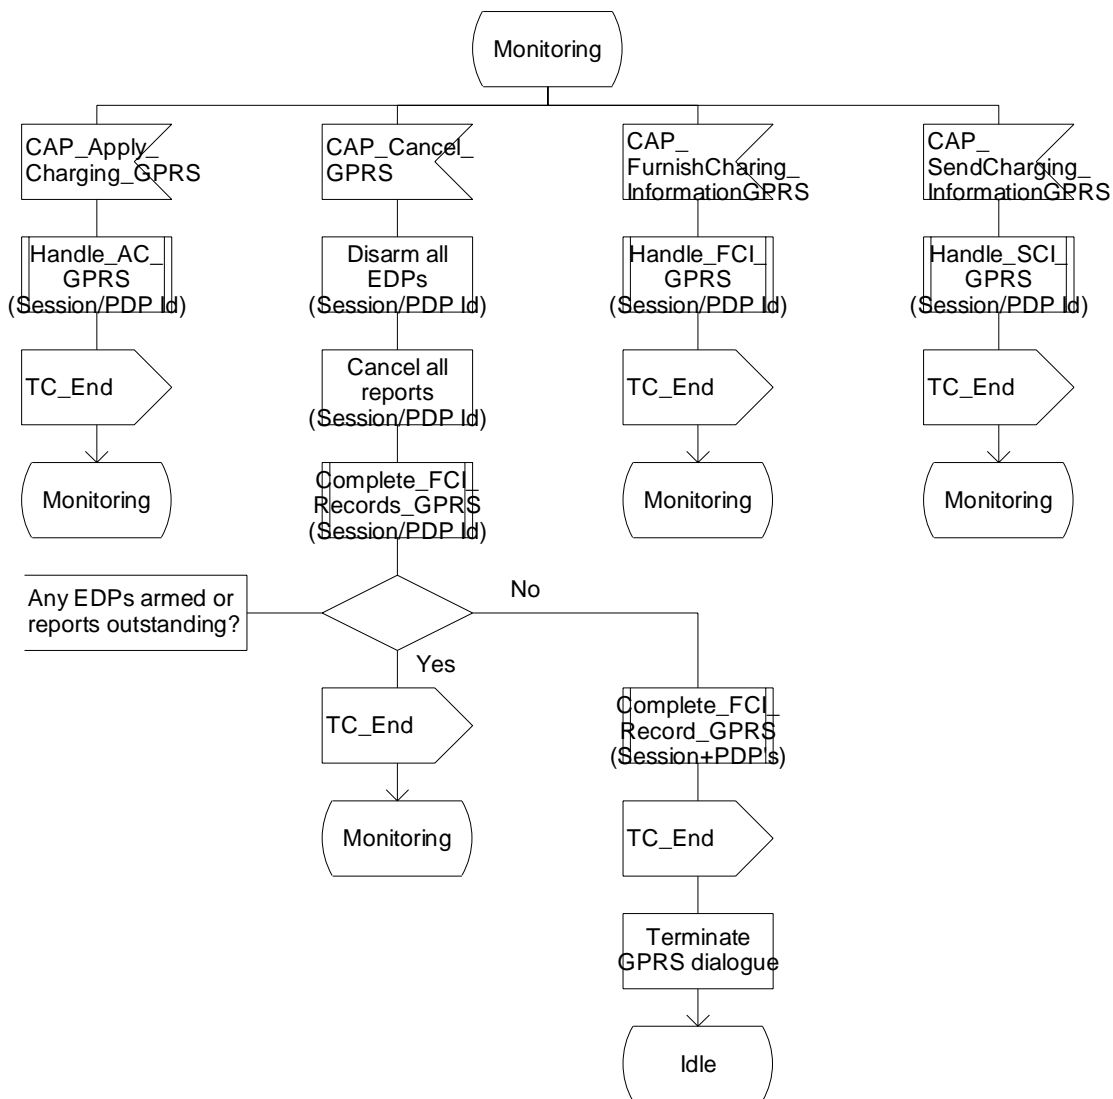 Monitoring
CAP_Apply_
Charging_GPRS
CAP_Cancel_
GPRS
CAP_
FurnishCharing_
InformationGPRS
CAP_
SendCharging_
InformationGPRS
Handle_AC_
GPRS
(Session/PDP Id)
Disarm all
EDPs
(Session/PDP Id)
Handle_FCI_
GPRS
(Session/PDP Id)
Handle_SCI_
GPRS
(Session/PDP Id)
TC_End
Cancel all
reports
(Session/PDP Id)
TC_End
TC_End
Monitoring
Complete_FCI_
Records_GPRS
(Session/PDP Id)
Monitoring
Monitoring
Any EDPs armed or
reports outstanding?
No
Yes
TC_End
Complete_FCI_
Record_GPRS
(Session+PDP's)
Monitoring
TC_End
Terminate
GPRS dialogue
Idle